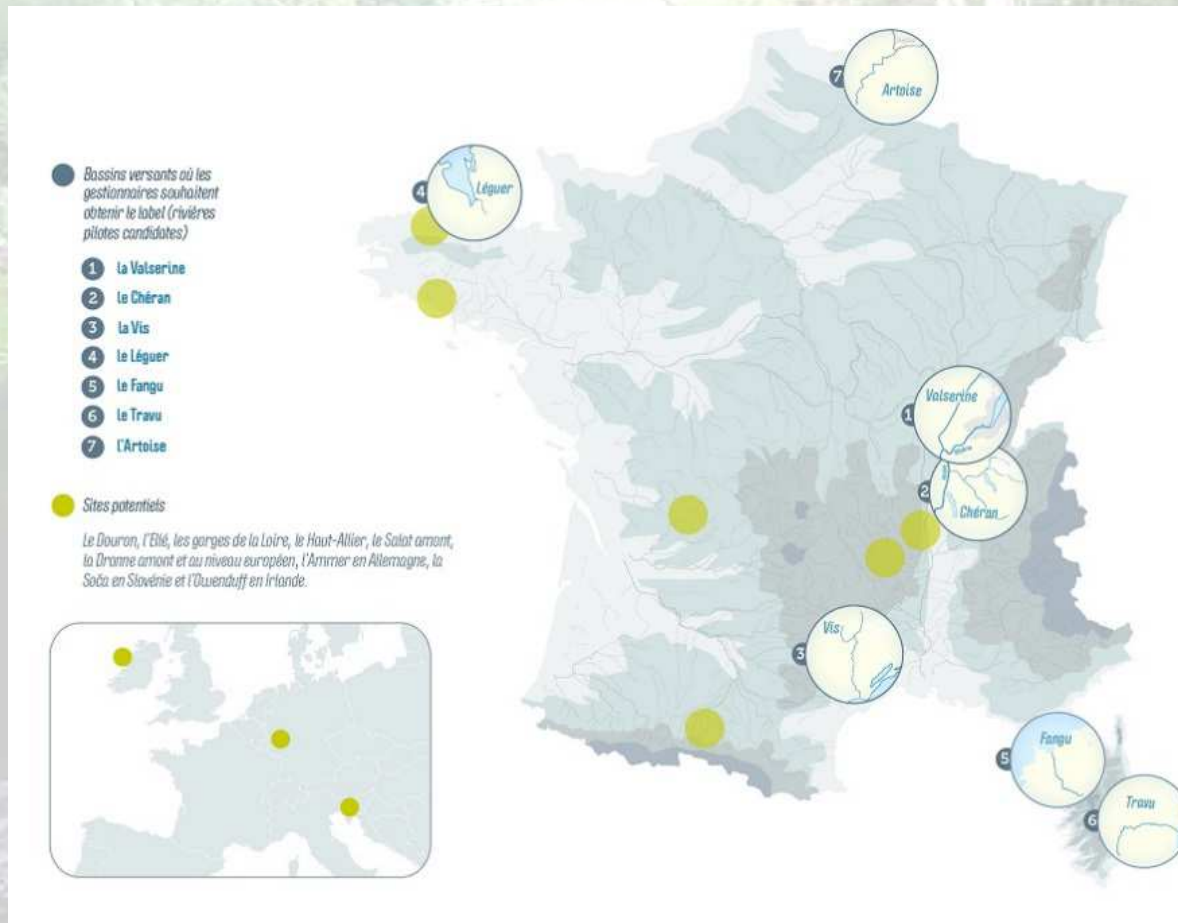 7
Artoise
Bassins versants où les
gestionnaires souhaitent
obtenir le label (rivières
pilotes candidates)
4
Léguer
1 la Valserine
2 le Chéran
3 la Vis
4 le Léguer
5 le Fangu
6 le Travu
7 l'Artoise
Valserine
1
2
Chéran
Sites potentiels
Le Douron, l'Ellé, les gorges de la Loire, le Haut-Allier, le Salat amont,
la Dronne amont et au niveau européen, l'Ammer en Allemagne, la
Soča en Slovénie et l'Owenduff en Irlande.
Vis
3
Fangu
5
Travu
6